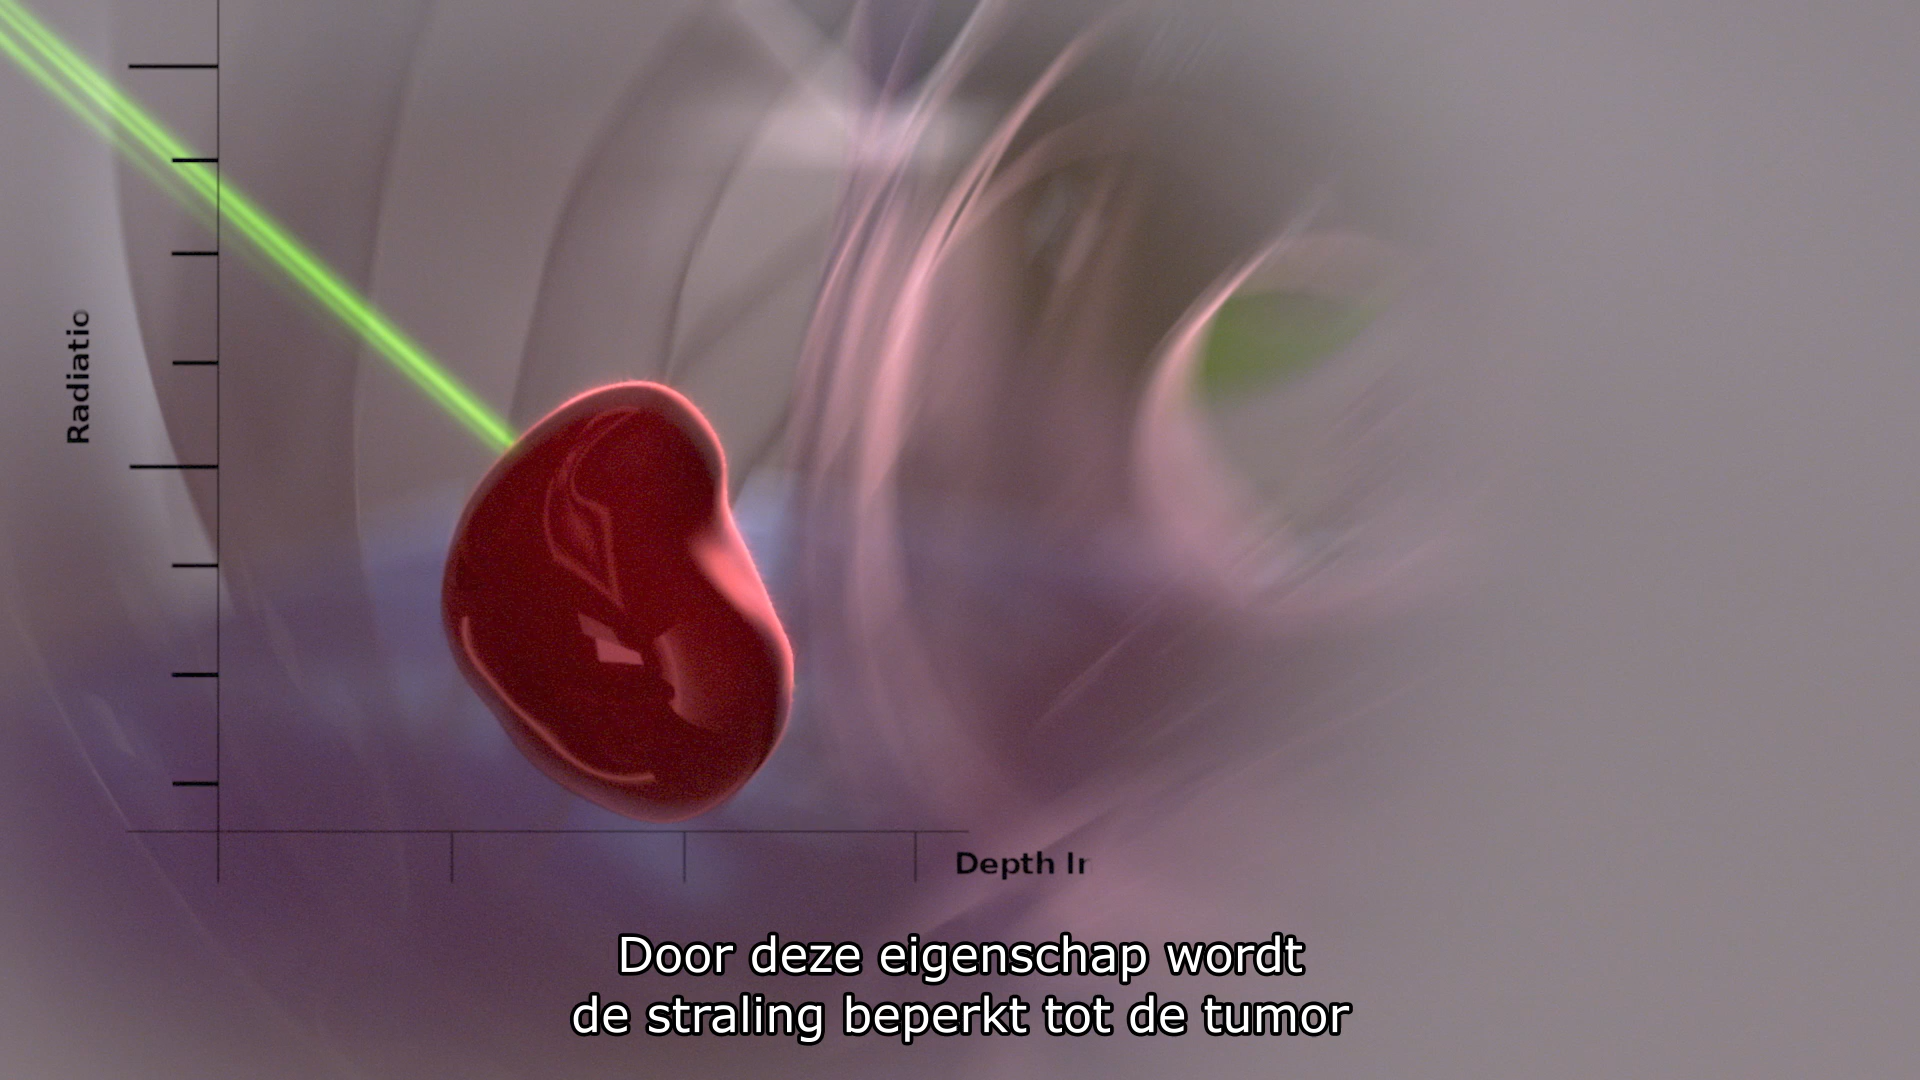 Radiatio
Depth Ir
Door deze eigenschap wordt
de straling beperkt tot de tumor